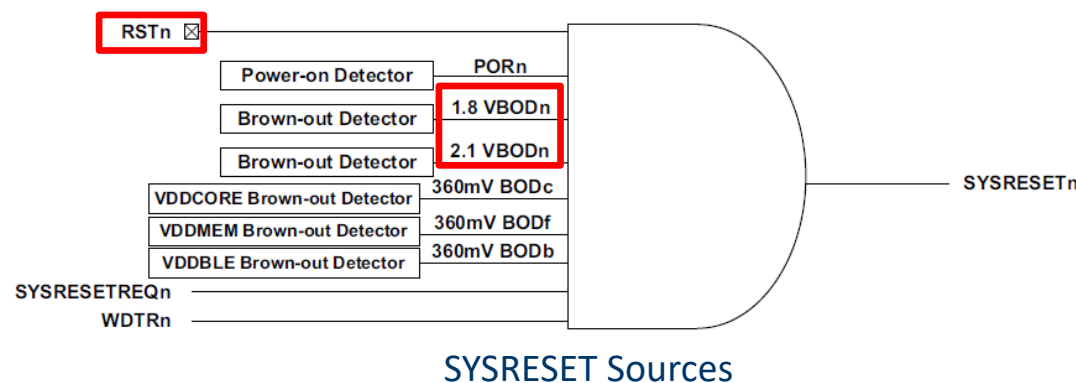 RSTn
Power-on Detector PORn
Brown-out Detector 1.8 VBODn
Brown-out Detector 2.1 VBODn
VDDCORE Brown-out Detector 360mV BODc
VDDMEM Brown-out Detector 360mV BODf
VDDBLE Brown-out Detector 360mV BODb
SYSRESETREQn
WDTRn
SYSRESETn
SYSRESET Sources